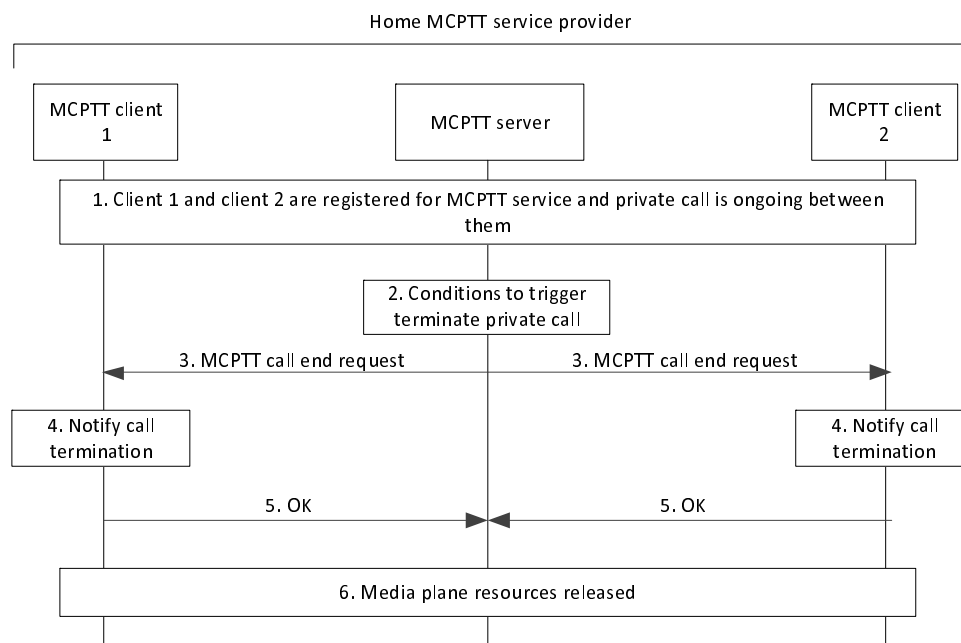 Home MCPTT service provider
MCPTT client
1
MCPTT server
MCPTT client
2
1. Client 1 and client 2 are registered for MCPTT service and private call is ongoing between
them
2. Conditions to trigger
terminate private call
3. MCPTT call end request
3. MCPTT call end request
4. Notify call
termination
4. Notify call
termination
5. OK
5. OK
6. Media plane resources released